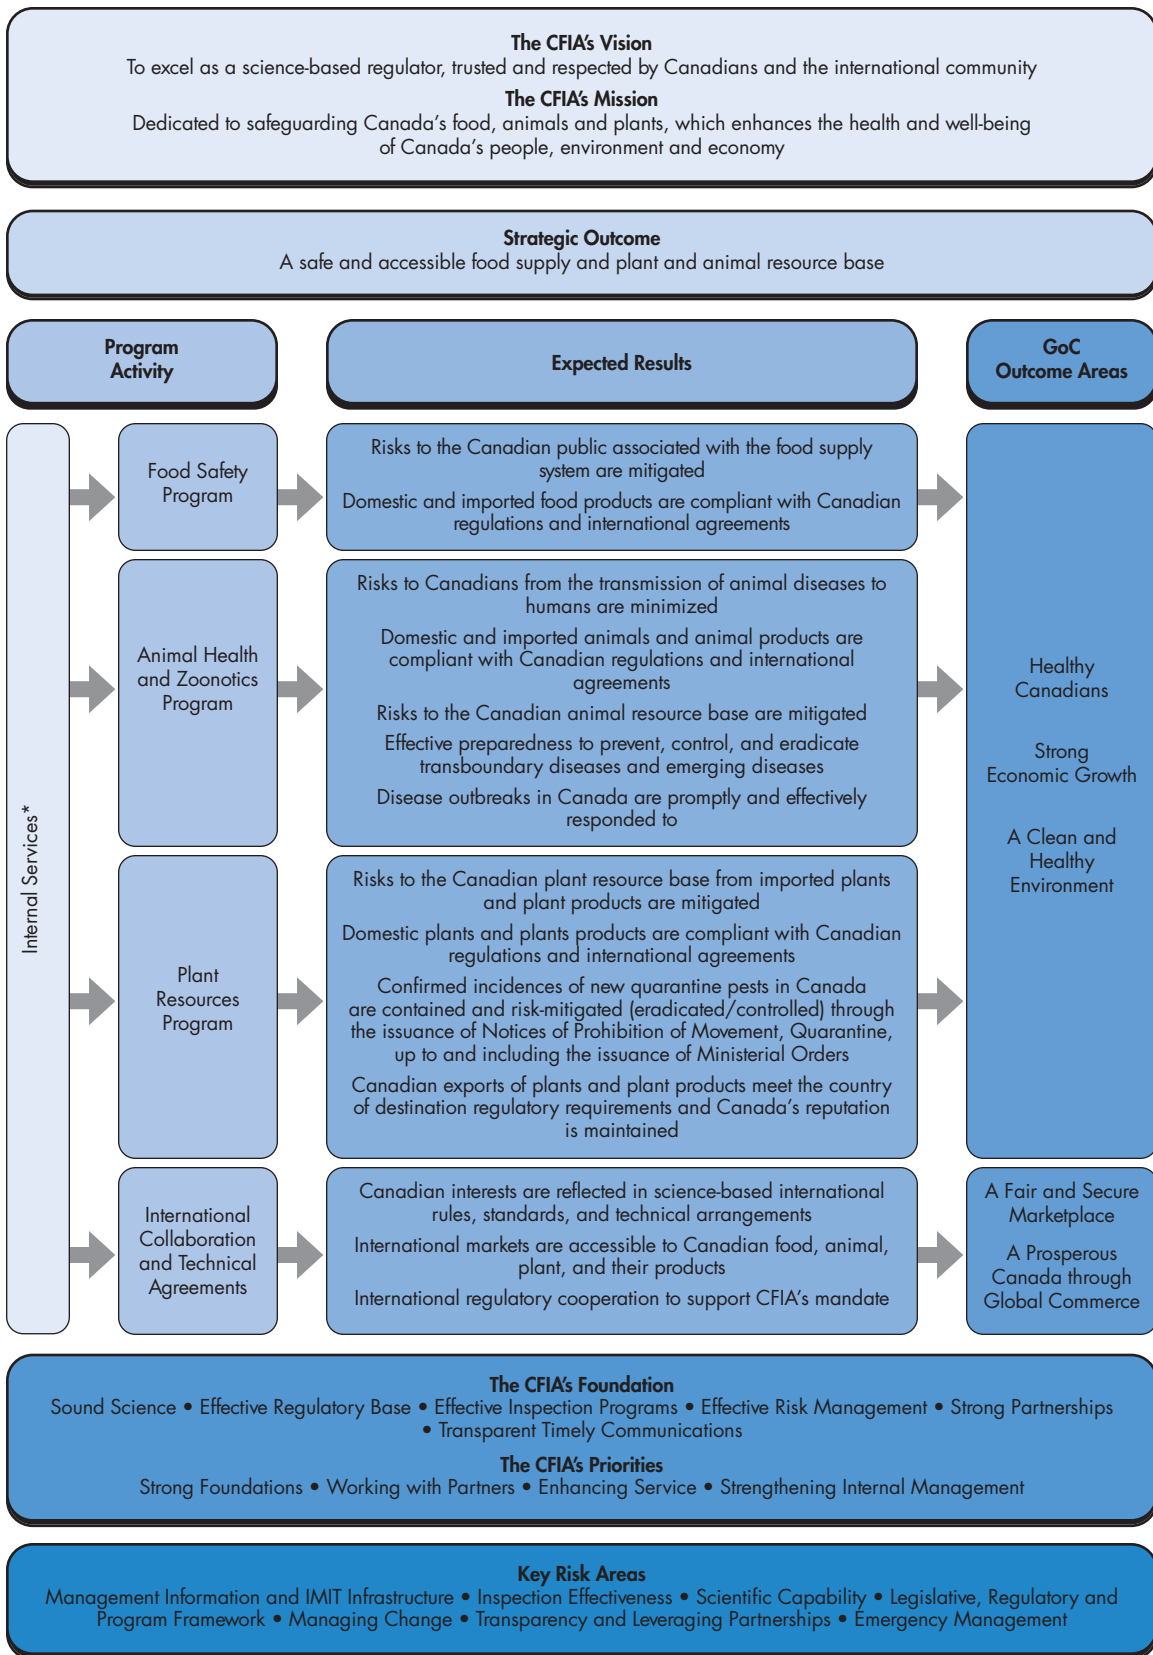 The CFIA's Vision
To excel as a science-based regulator, trusted and respected by Canadians and the international community
The CFIA's Mission
Dedicated to safeguarding Canada's food, animals and plants, which enhances the health and well-being
of Canada's people, environment and economy
Strategic Outcome
A safe and accessible food supply and plant and animal resource base
Program
Activity
Expected Results
GoC
Outcome Areas
Internal Services*
Food Safety
Program
Risks to the Canadian public associated with the food supply
system are mitigated
Domestic and imported food products are compliant with Canadian
regulations and international agreements
Animal Health
and Zoonotics
Program
Risks to Canadians from the transmission of animal diseases to
humans are minimized
Domestic and imported animals and animal products are
compliant with Canadian regulations and international
agreements
Risks to the Canadian animal resource base are mitigated
Effective preparedness to prevent, control, and eradicate
transboundary diseases and emerging diseases
Disease outbreaks in Canada are promptly and effectively
responded to
Plant
Resources
Program
Risks to the Canadian plant resource base from imported plants
and plant products are mitigated
Domestic plants and plants products are compliant with Canadian
regulations and international agreements
Confirmed incidences of new quarantine pests in Canada
are contained and risk-mitigated (eradicated/controlled) through
the issuance of Notices of Prohibition of Movement, Quarantine,
up to and including the issuance of Ministerial Orders
Canadian exports of plants and plant products meet the country
of destination regulatory requirements and Canada's reputation
is maintained
Healthy
Canadians
Strong
Economic Growth
A Clean and
Healthy
Environment
International
Collaboration
and Technical
Agreements
Canadian interests are reflected in science-based international
rules, standards, and technical arrangements
International markets are accessible to Canadian food, animal,
plant, and their products
International regulatory cooperation to support CFIA's mandate
A Fair and Secure
Marketplace
A Prosperous
Canada through
Global Commerce
The CFIA's Foundation
Sound Science • Effective Regulatory Base • Effective Inspection Programs • Effective Risk Management • Strong Partnerships
• Transparent Timely Communications
The CFIA's Priorities
Strong Foundations • Working with Partners • Enhancing Service • Strengthening Internal Management
Key Risk Areas
Management Information and IMIT Infrastructure • Inspection Effectiveness • Scientific Capability • Legislative, Regulatory and
Program Framework • Managing Change • Transparency and Leveraging Partnerships • Emergency Management